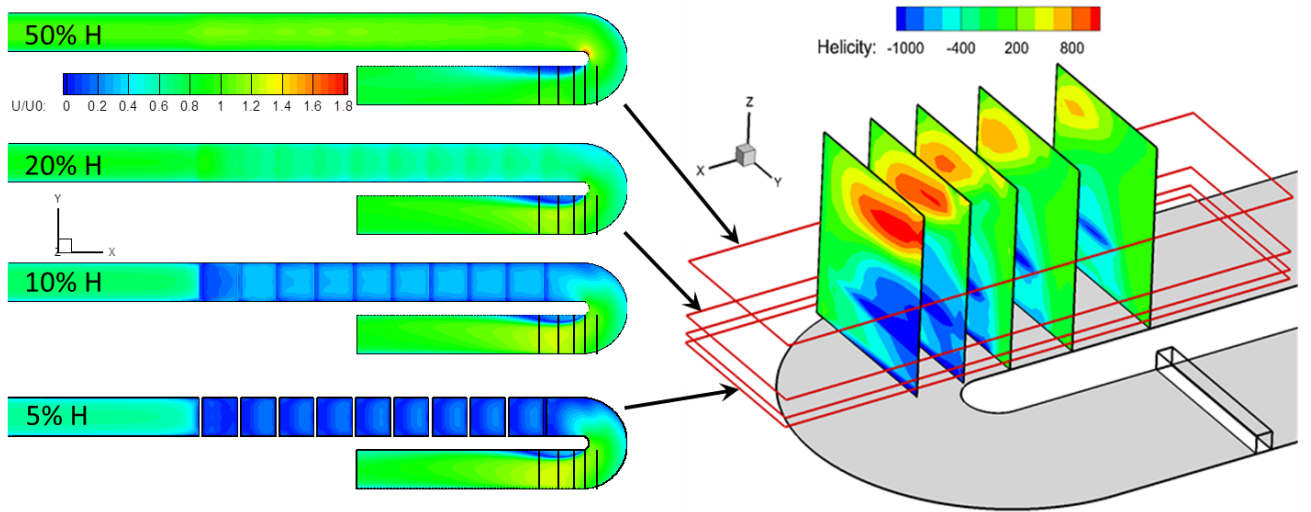 50% H
U/U0: 0 0.2 0.4 0.6 0.8 1 1.2 1.4 1.6 1.8
20% H
Y
Z X
10% H
5% H
Helicity: -1000 -400 200 800
Z
X
Y